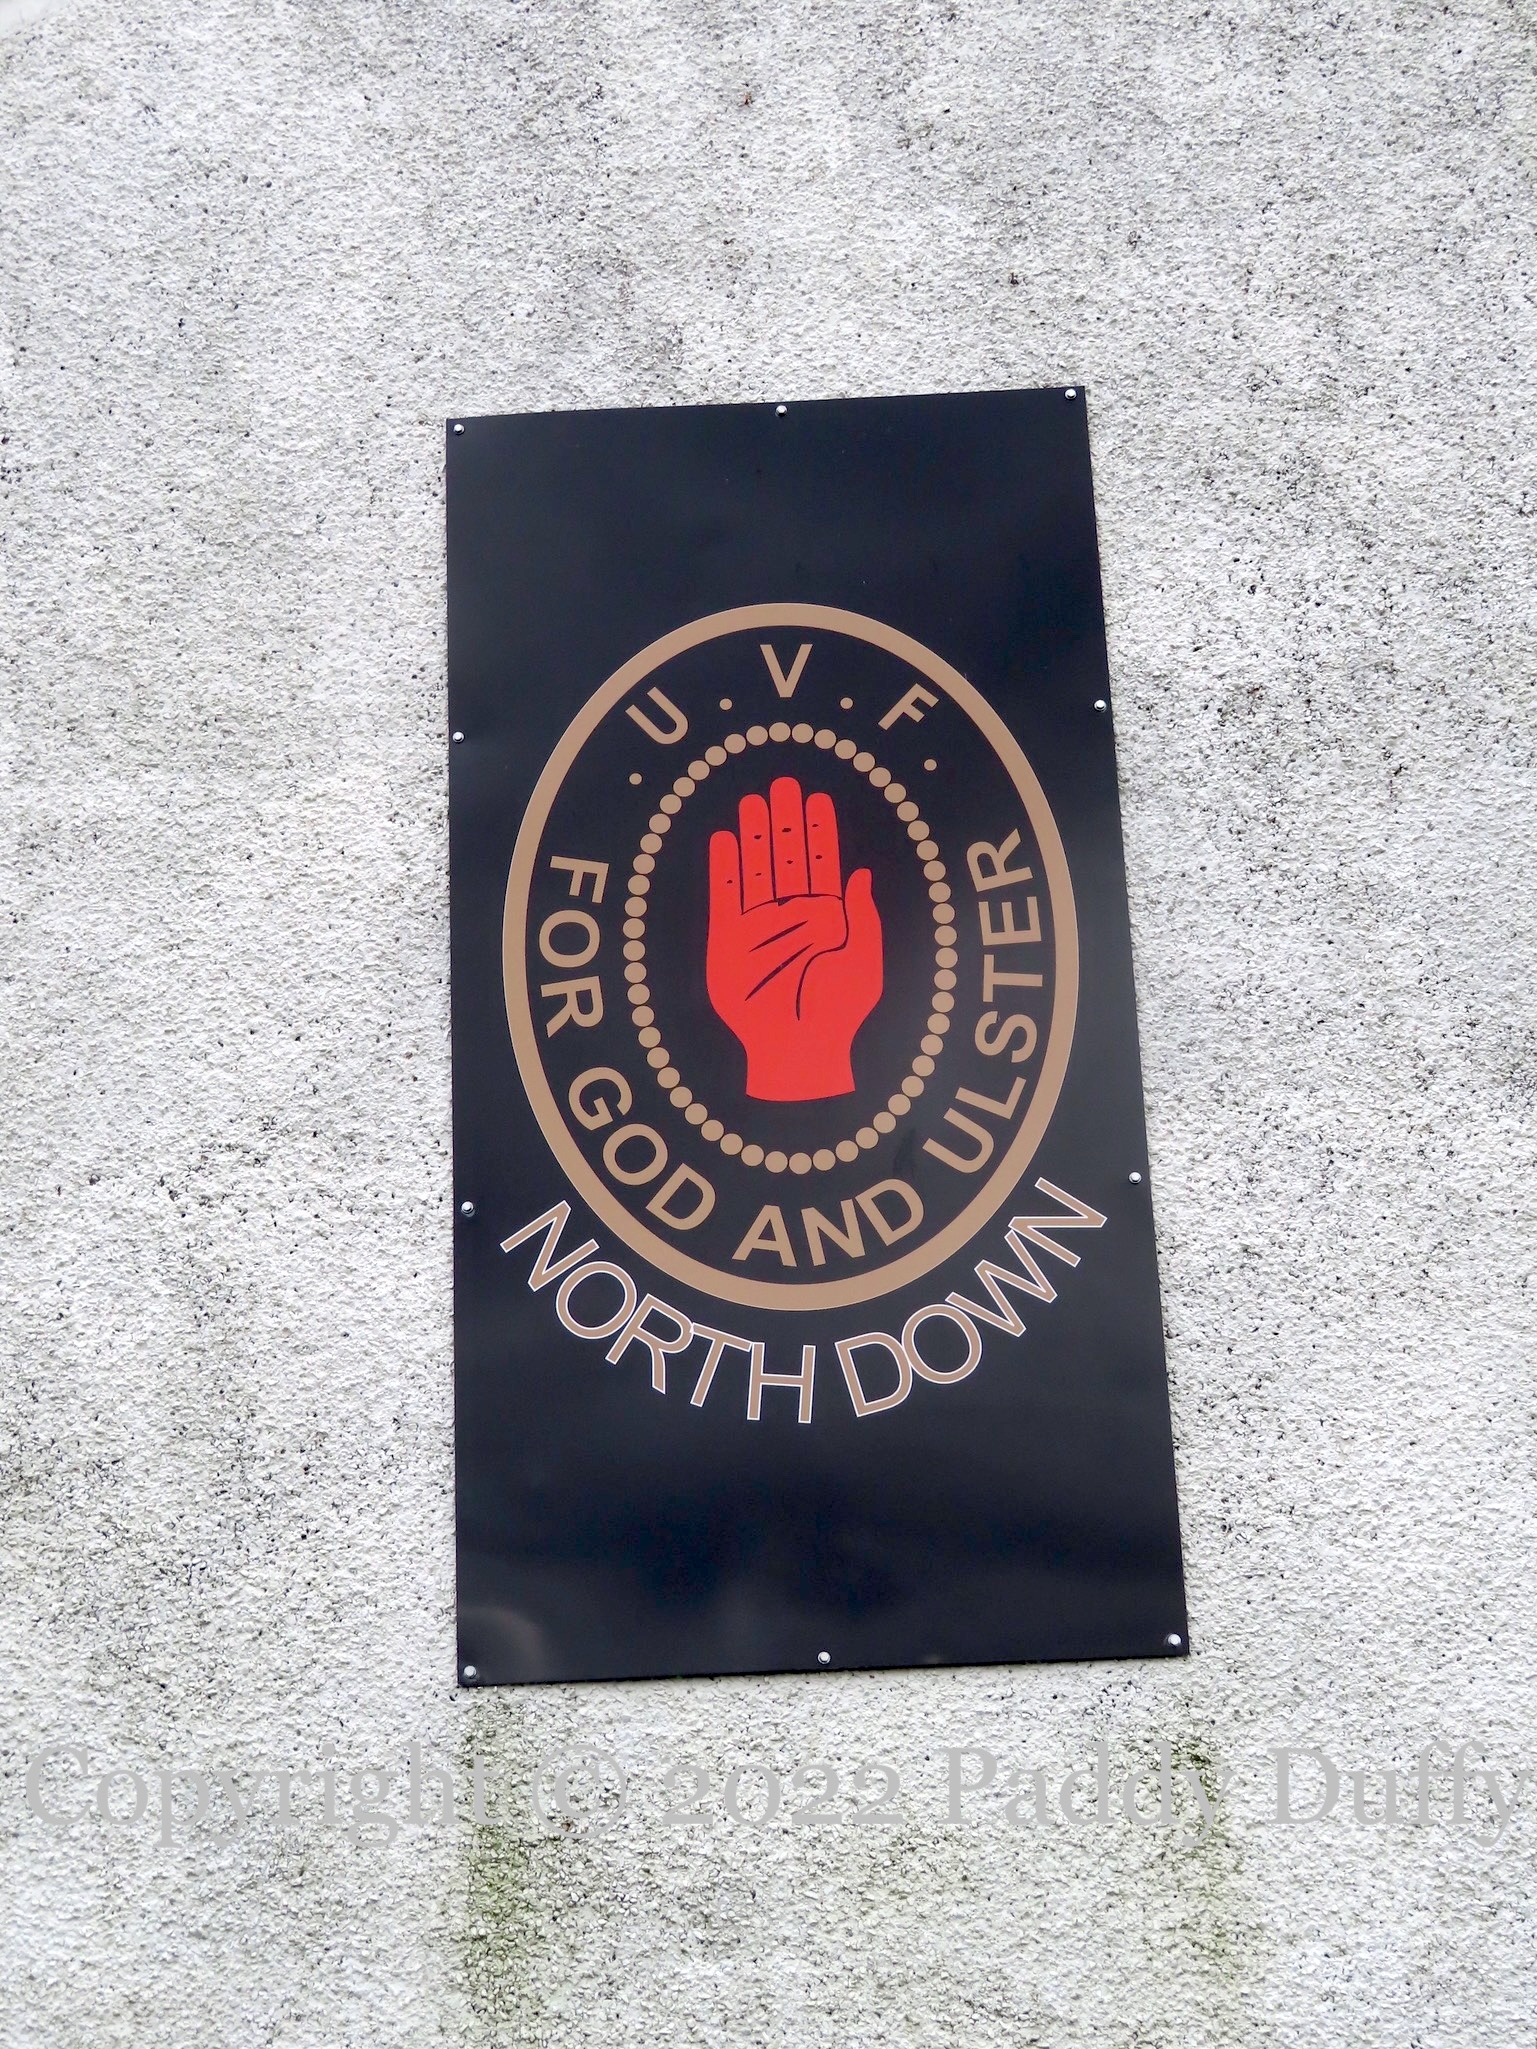 . U . V . F .
FOR GOD AND ULSTER
NORTH DOWN
Copyright © 2022 Paddy Duffy